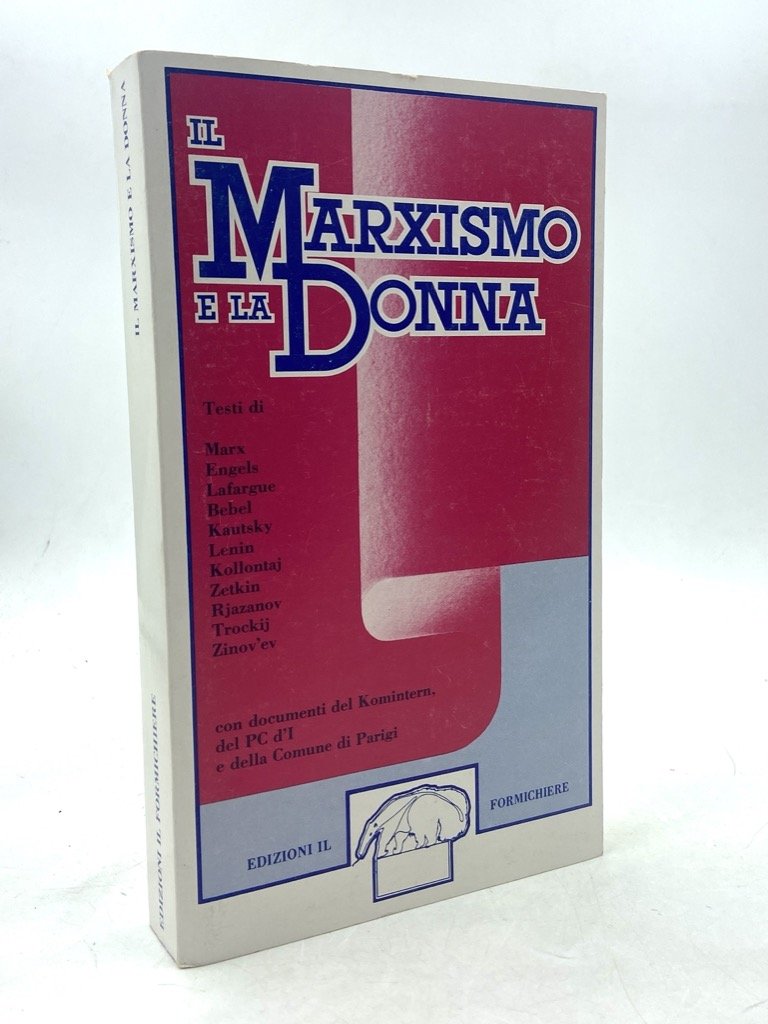 IL
MARXISMO
E LA DONNA
Testi di
Marx
Engels
Lafargue
Bebel
Kautsky
Lenin
Kollontaj
Zetkin
Rjazanov
Trockij
Zinov'ev
con documenti del Komintern,
del PC d'I
e della Comune di Parigi
EDIZIONI IL FORMICHIERE
IL MARXISMO E LA DONNA
EDIZIONI IL FORMICHIERE